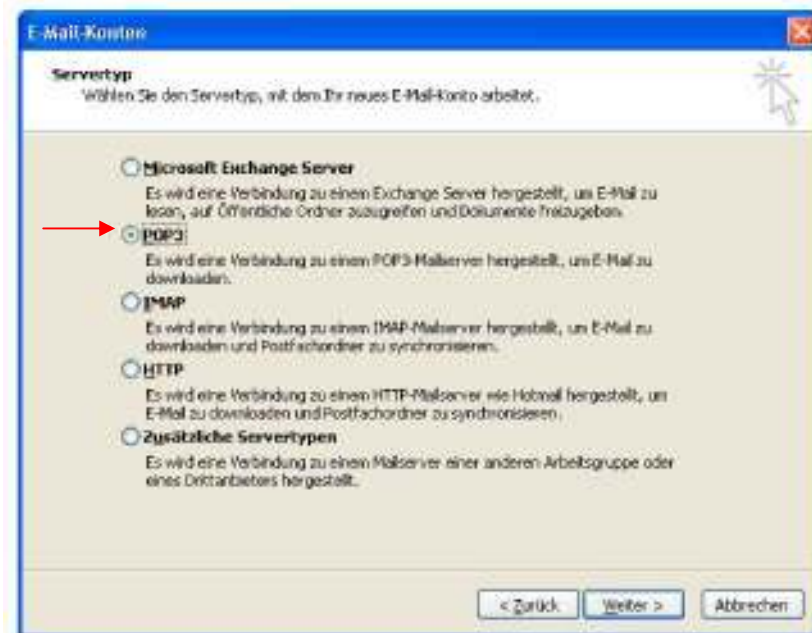 E-Mail-Konten
Servertyp
Wählen Sie den Servertyp, mit dem Ihr neues E-Mail-Konto arbeitet.
Microsoft Exchange Server
Es wird eine Verbindung zu einem Exchange Server hergestellt, um E-Mail zu
lesen, auf Öffentliche Ordner zuzugreifen und Dokumente freizugeben.
POP3
Es wird eine Verbindung zu einem POP3-Mailserver hergestellt, um E-Mail zu
downloaden.
IMAP
Es wird eine Verbindung zu einem IMAP-Mailserver hergestellt, um E-Mail zu
downloaden und Postfachordner zu synchronisieren.
HTTP
Es wird eine Verbindung zu einem HTTP-Mailserver wie Hotmail hergestellt, um
E-Mail zu downloaden und Postfachordner zu synchronisieren.
Zusätzliche Servertypen
Es wird eine Verbindung zu einem Mailserver einer anderen Arbeitsgruppe oder
eines Drittanbieters hergestellt.
< Zurück Weiter > Abbrechen